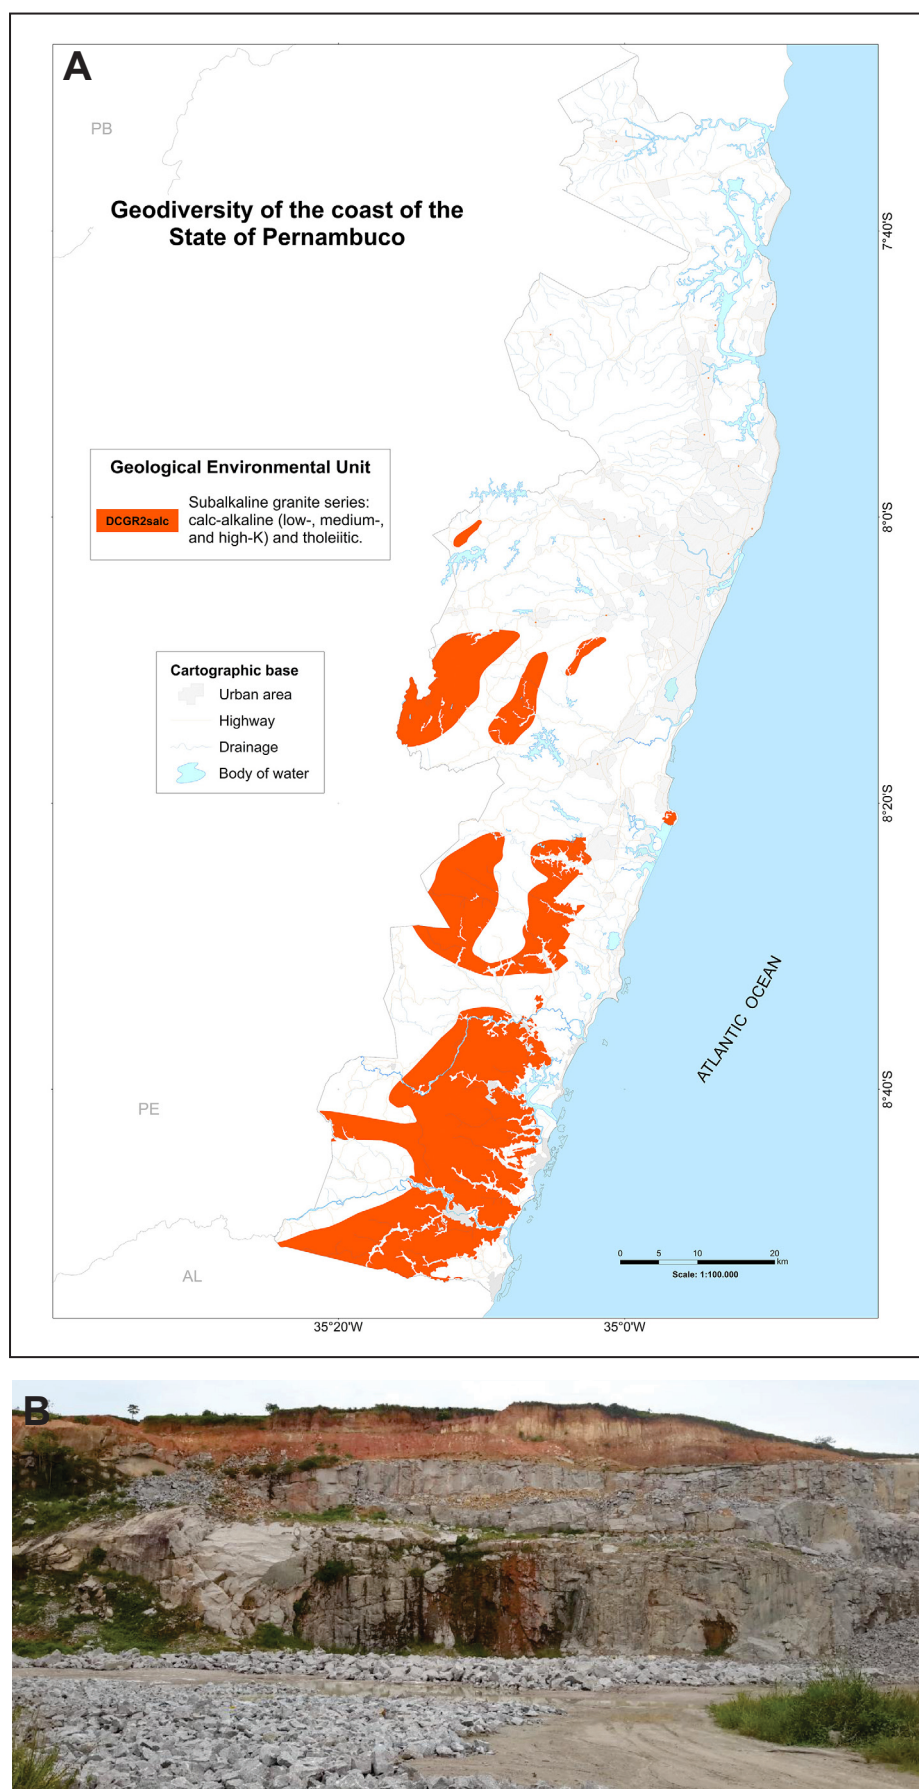 A
PB
Geodiversity of the coast of the
State of Pernambuco
7°40'S
Geological Environmental Unit
DCGR2salc
Subalkaline granite series:
calc-alkaline (low-, medium-,
and high-K) and tholeiitic.
8°0'S
Cartographic base
Urban area
Highway
Drainage
Body of water
8°20'S
ATLANTIC OCEAN
8°40'S
PE
AL
0 5 10 20
km
Scale: 1:100.000
35°20'W 35°0'W
B